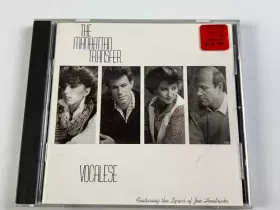 THE
MANHATTAN
TRANSFER
VOCALESE
Featuring the Lyrics of Jon Hendricks